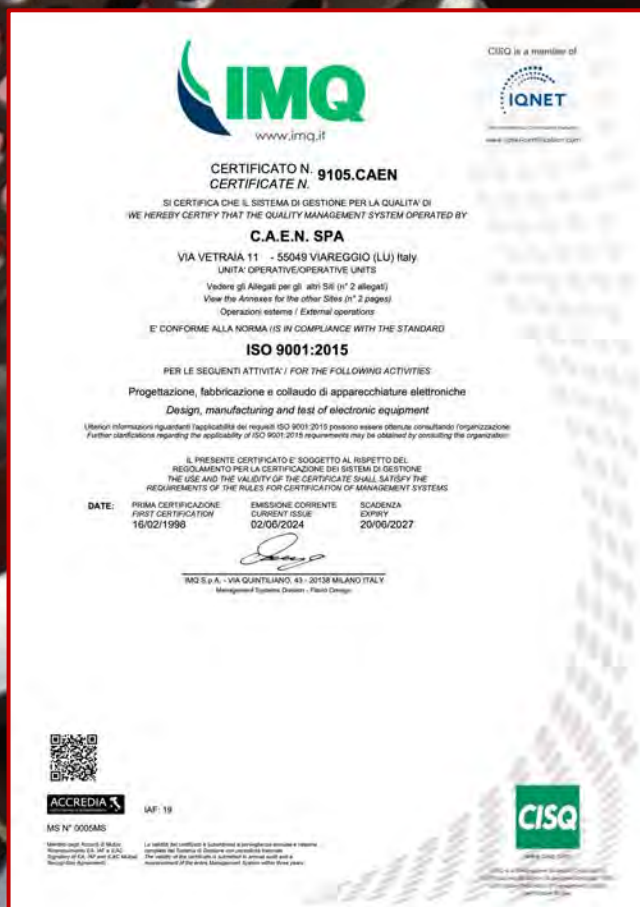 IMQ
www.imq.it
CISQ is a member of
IQNET
CERTIFICATO N.
CERTIFICATE N.
9105.CAEN
SI CERTIFICA CHE IL SISTEMA DI GESTIONE PER LA QUALITA' DI
WE HEREBY CERTIFY THAT THE QUALITY MANAGEMENT SYSTEM OPERATED BY
C.A.E.N. SPA
VIA VETRAIA 11 - 55049 VIAREGGIO (LU) Italy
UNITA' OPERATIVE/OPERATIVE UNITS
Vedere gli Allegati per gli altri Siti (n° 2 allegati)
View the Annexes for the other Sites (n° 2 pages)
Operazioni esterne / External operations
E' CONFORME ALLA NORMA / IS IN COMPLIANCE WITH THE STANDARD
ISO 9001:2015
PER LE SEGUENTI ATTIVITA' / FOR THE FOLLOWING ACTIVITIES
Progettazione, fabbricazione e collaudo di apparecchiature elettroniche
Design, manufacturing and test of electronic equipment
Ulteriori informazioni riguardanti l'applicabilità dei requisiti ISO 9001:2015 possono essere ottenute consultando l'organizzazione
Further clarifications regarding the applicability of ISO 9001:2015 requirements may be obtained by consulting the organization
IL PRESENTE CERTIFICATO E' SOGGETTO AL RISPETTO DEL
REGOLAMENTO PER LA CERTIFICAZIONE DEI SISTEMI DI GESTIONE
THE USE AND THE VALIDITY OF THE CERTIFICATE SHALL SATISFY THE
REQUIREMENTS OF THE RULES FOR CERTIFICATION OF MANAGEMENT SYSTEMS
DATE:
PRIMA CERTIFICAZIONE
FIRST CERTIFICATION
16/02/1998
EMISSIONE CORRENTE
CURRENT ISSUE
02/06/2024
SCADENZA
EXPIRY
20/06/2027
IMQ S.p.A. - VIA QUINTILIANO, 43 - 20138 MILANO ITALY
Management Systems Division -
ACCREDIA
IAF: 19
MS N° 0005MS
CISQ